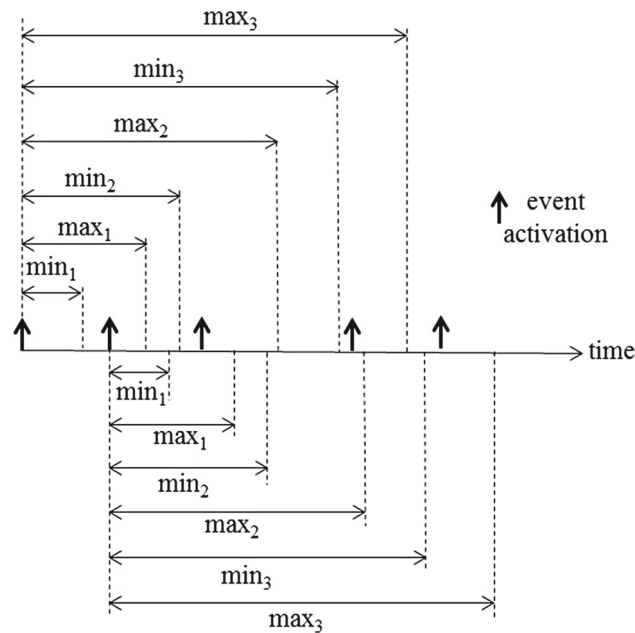 max₃
min₃
max₂
min₂
max₁
min₁
event
activation
time
min₁
max₁
min₂
max₂
min₃
max₃